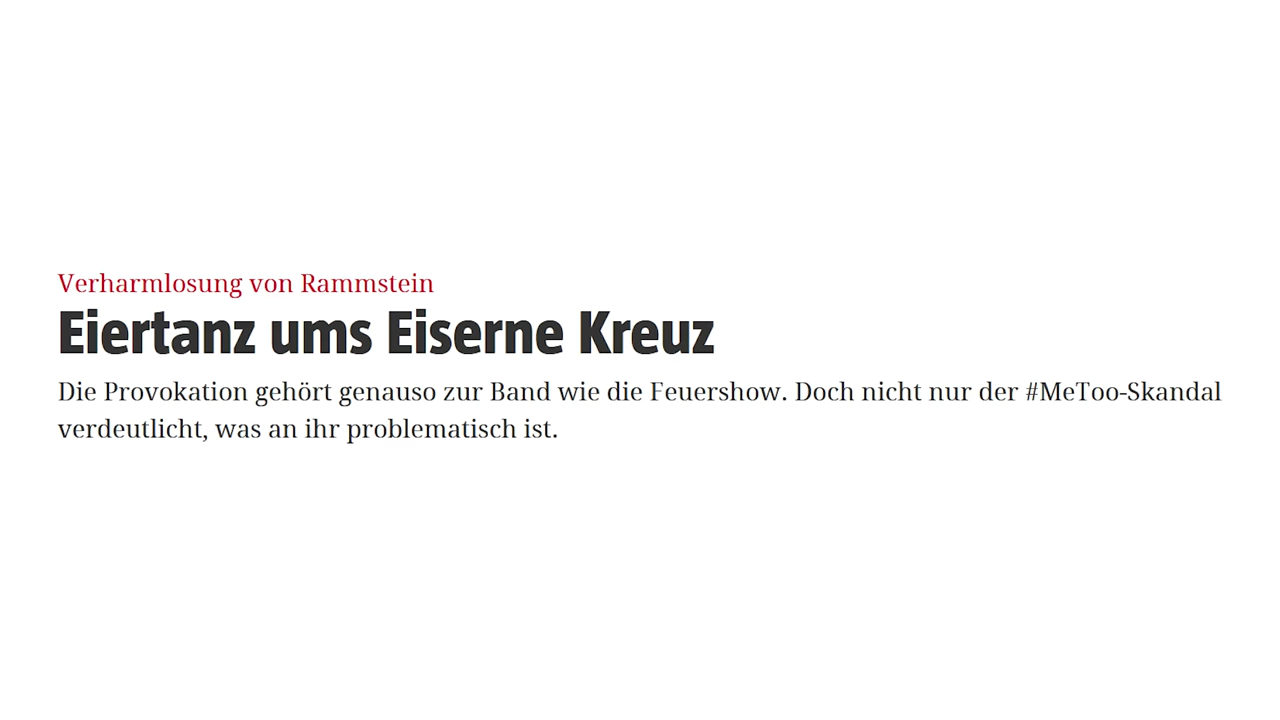 Verharmlosung von Rammstein
Eiertanz ums Eiserne Kreuz
Die Provokation gehört genauso zur Band wie die Feuershow. Doch nicht nur der #MeToo-Skandal
verdeutlicht, was an ihr problematisch ist.